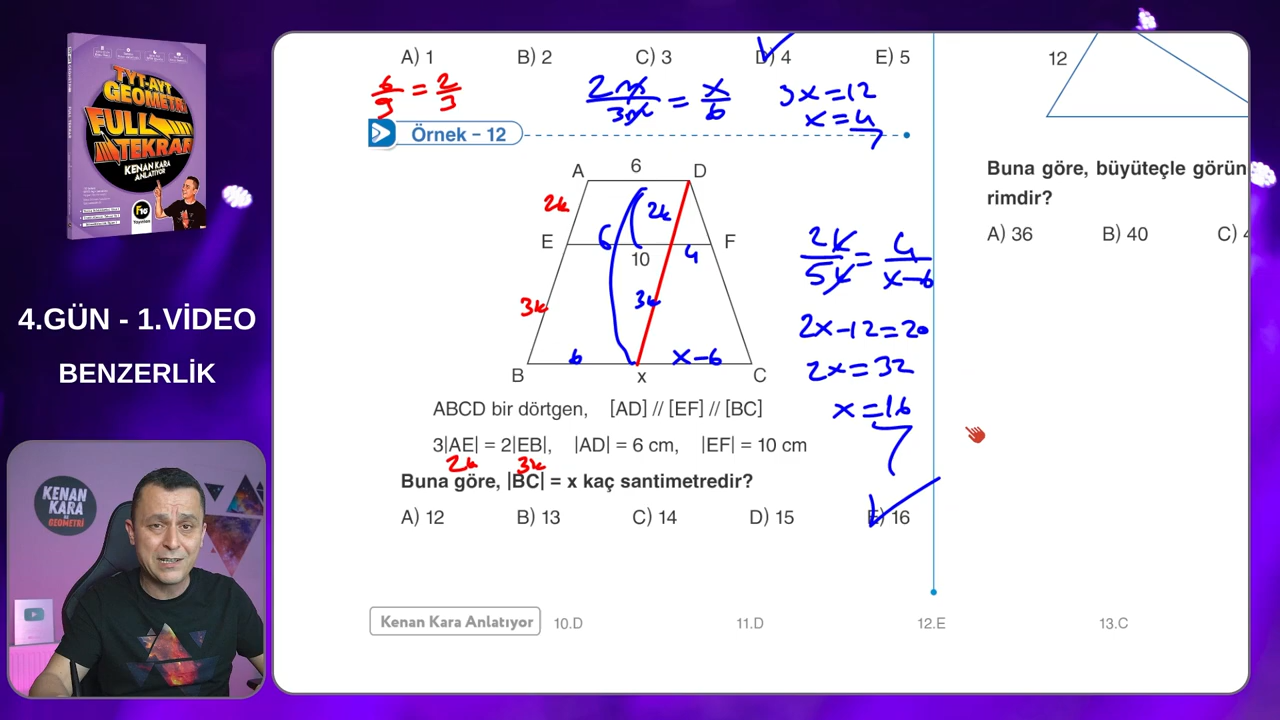 TYT-AYT
GEOMETRİ
FULL
TEKRAR
KENAN KARA
ANLATIYOR
4.GÜN - 1.VİDEO
BENZERLİK
KENAN
KARA
GEOMETRİ
A) 1 B) 2 C) 3 D) 4 E) 5
6/9 = 2/3
2k/3k = x/6
3x=12
x=4
Örnek – 12
A 6 D
2k 2k
E 6 10 4 F
3k 3k
B 6 x x-6 C
2k/5k = 4/x-6
2x-12=20
2x=32
x=16
ABCD bir dörtgen, [AD] // [EF] // [BC]
3|AE| = 2|EB|, |AD| = 6 cm, |EF| = 10 cm
2k 3k
Buna göre, |BC| = x kaç santimetredir?
A) 12 B) 13 C) 14 D) 15 E) 16
Kenan Kara Anlatıyor 10.D 11.D 12.E 13.C
12
Buna göre, büyüteçle görün
rimdir?
A) 36 B) 40 C) 4